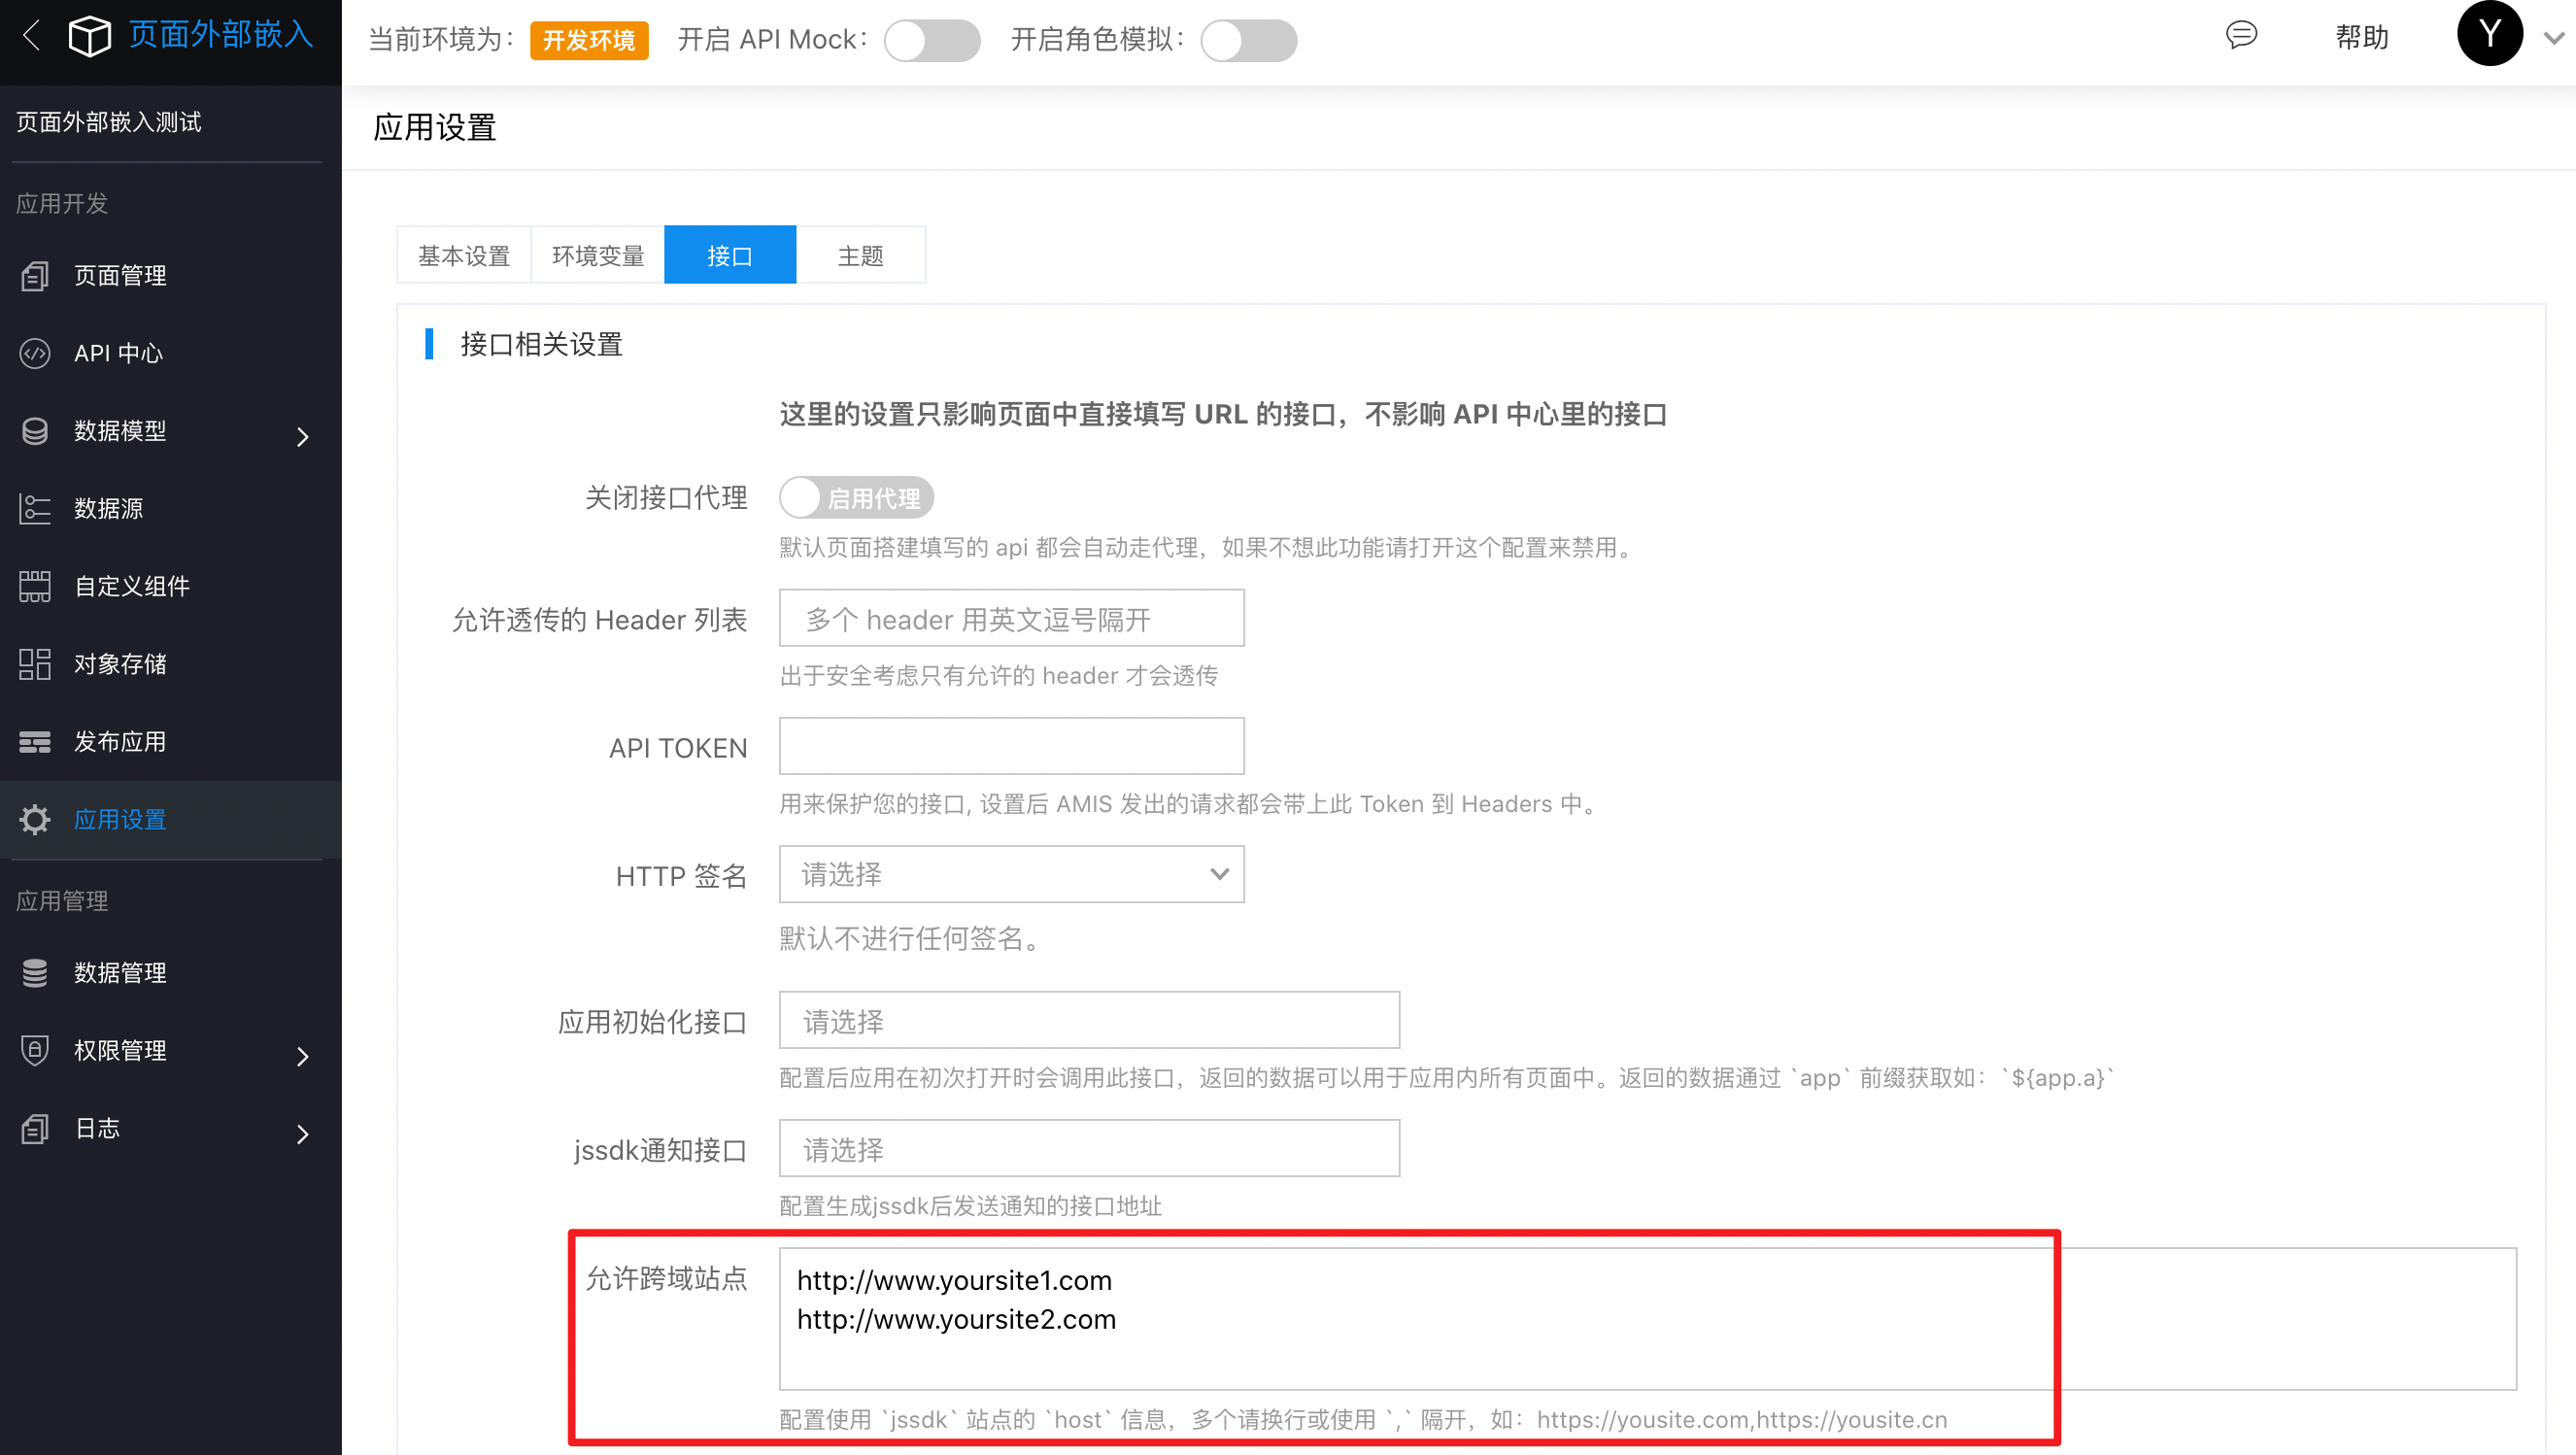 页面外部嵌入
当前环境为： 开发环境 开启 API Mock： 开启角色模拟：
帮助
Y
页面外部嵌入测试
应用开发
页面管理
API 中心
数据模型
数据源
自定义组件
对象存储
发布应用
应用设置
应用管理
数据管理
权限管理
日志
应用设置
基本设置 环境变量 接口 主题
接口相关设置
这里的设置只影响页面中直接填写 URL 的接口，不影响 API 中心里的接口
关闭接口代理 启用代理
默认页面搭建填写的 api 都会自动走代理，如果不想此功能请打开这个配置来禁用。
允许透传的 Header 列表 多个 header 用英文逗号隔开
出于安全考虑只有允许的 header 才会透传
API TOKEN
用来保护您的接口, 设置后 AMIS 发出的请求都会带上此 Token 到 Headers 中。
HTTP 签名 请选择
默认不进行任何签名。
应用初始化接口 请选择
配置后应用在初次打开时会调用此接口，返回的数据可以用于应用内所有页面中。返回的数据通过 `app` 前缀获取如：`${app.a}`
jssdk通知接口 请选择
配置生成jssdk后发送通知的接口地址
允许跨域站点 http://www.yoursite1.com
http://www.yoursite2.com
配置使用 `jssdk` 站点的 `host` 信息，多个请换行或使用 `,` 隔开，如：https://yousite.com,https://yousite.cn